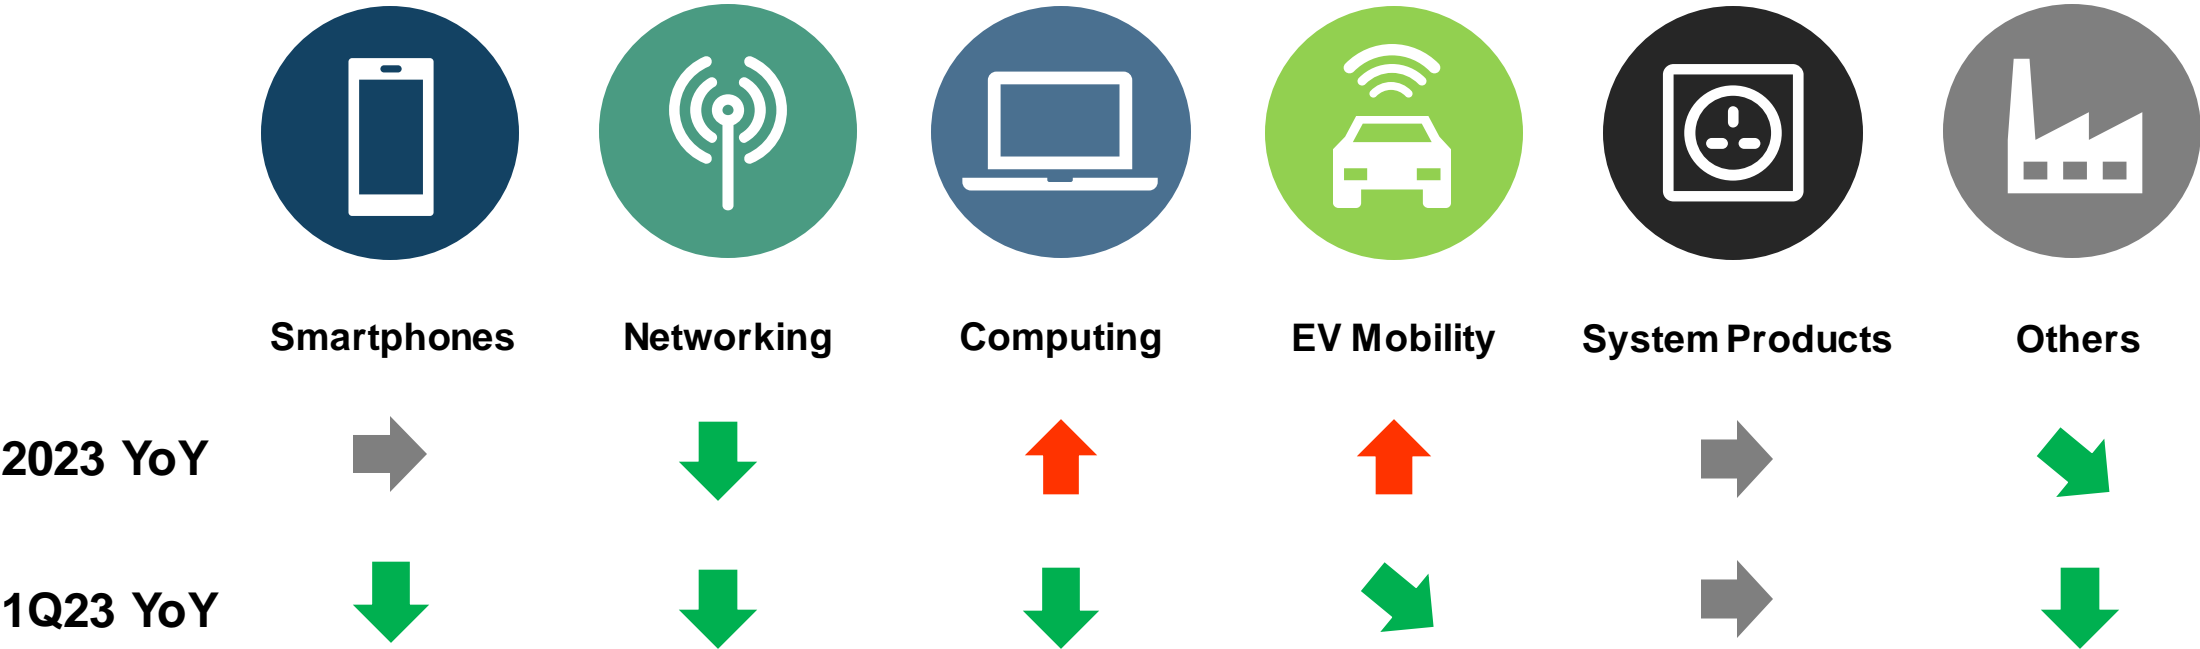 Smartphones
Networking
Computing
EV Mobility
System Products
Others
2023 YoY
1Q23 YoY